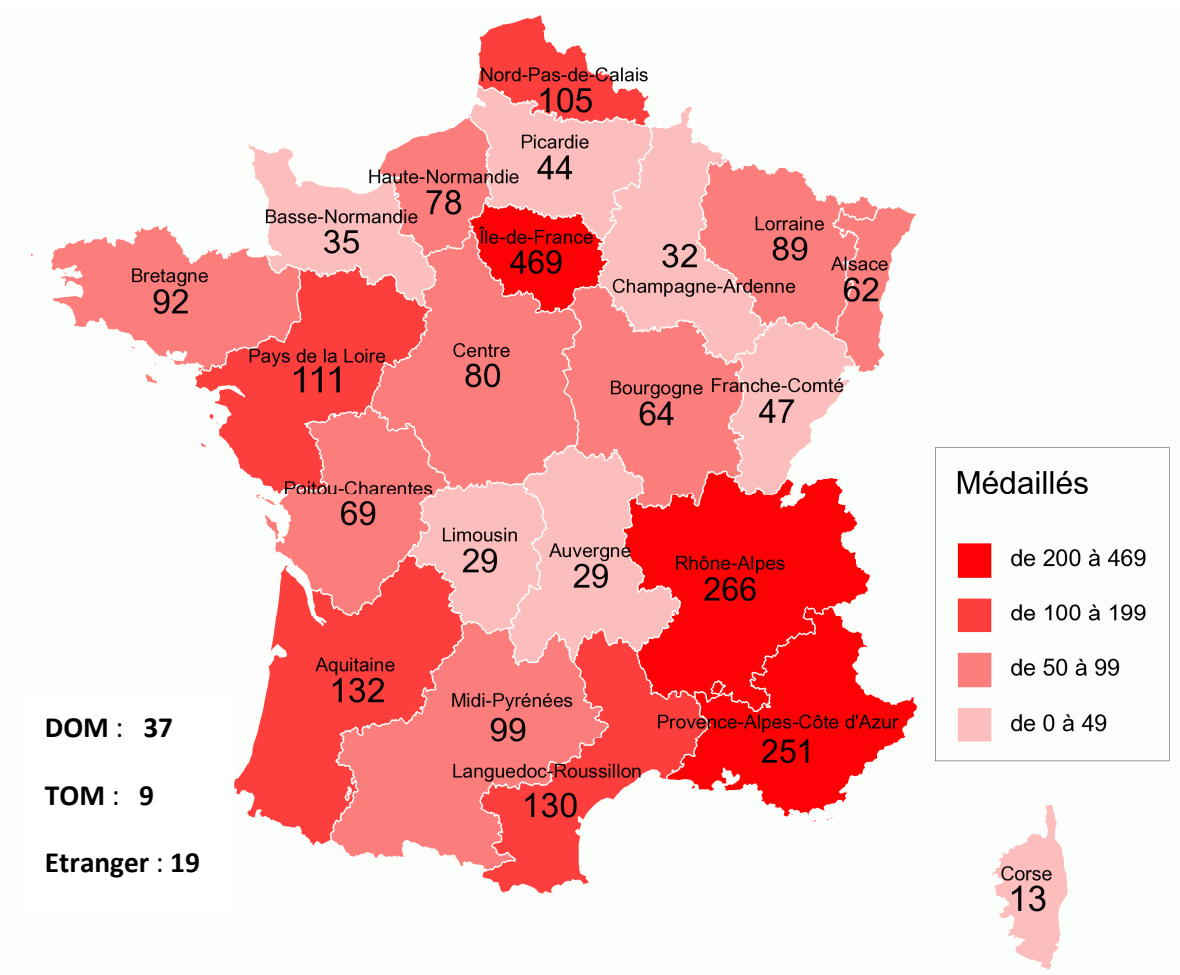 Nord-Pas-de-Calais
105
Picardie
44
Haute-Normandie
78
Basse-Normandie
35
Île-de-France
469
32
Champagne-Ardenne
Lorraine
89
Alsace
62
Bretagne
92
Pays de la Loire
111
Centre
80
Bourgogne
64
Franche-Comté
47
Poitou-Charentes
69
Limousin
29
Auvergne
29
Rhône-Alpes
266
Aquitaine
132
Midi-Pyrénées
99
Languedoc-Roussillon
130
Provence-Alpes-Côte d'Azur
251
Corse
13
Médaillés
de 200 à 469
de 100 à 199
de 50 à 99
de 0 à 49
DOM : 37
TOM : 9
Etranger : 19